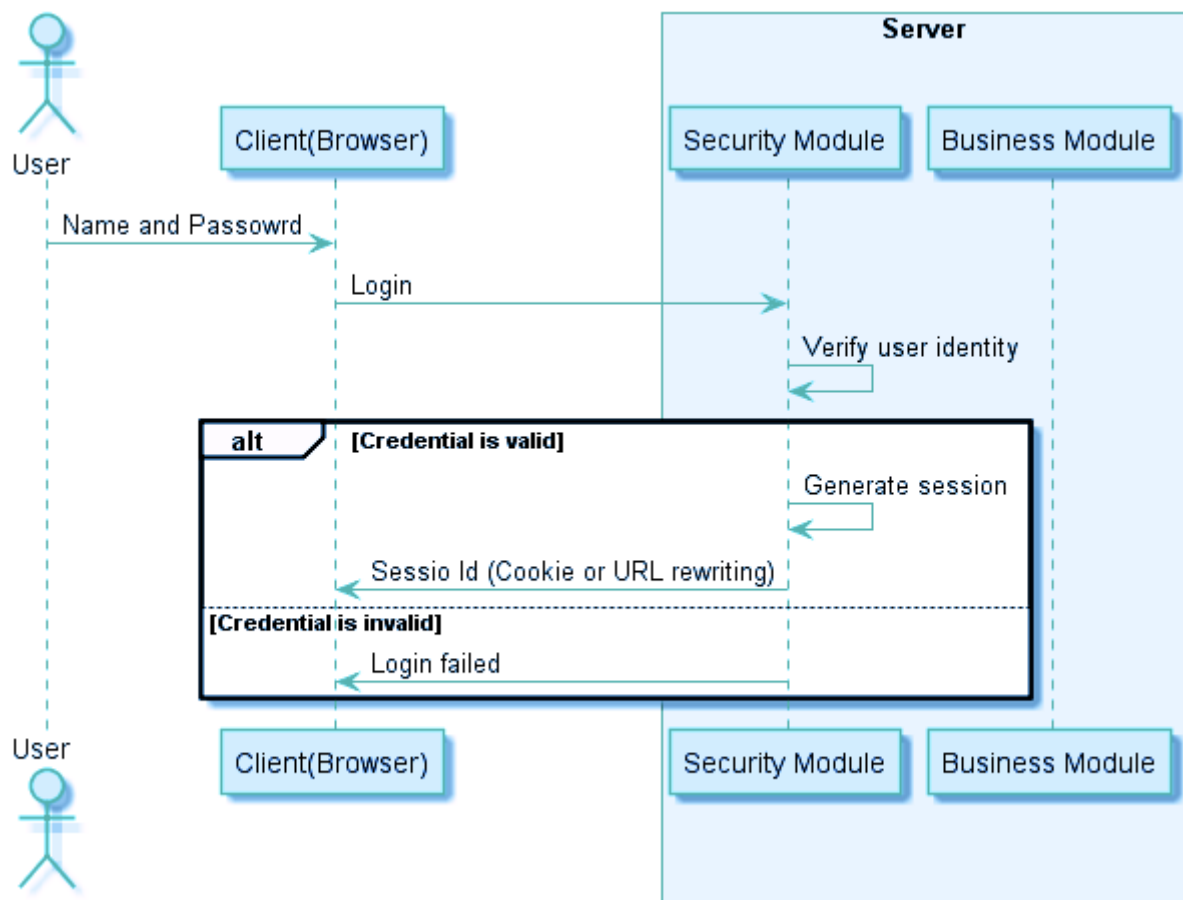 Server
User
Client(Browser)
Security Module
Business Module
Name and Passowrd
Login
Verify user identity
alt
[Credential is valid]
Generate session
Sessio Id (Cookie or URL rewriting)
[Credential is invalid]
Login failed
User
Client(Browser)
Security Module
Business Module